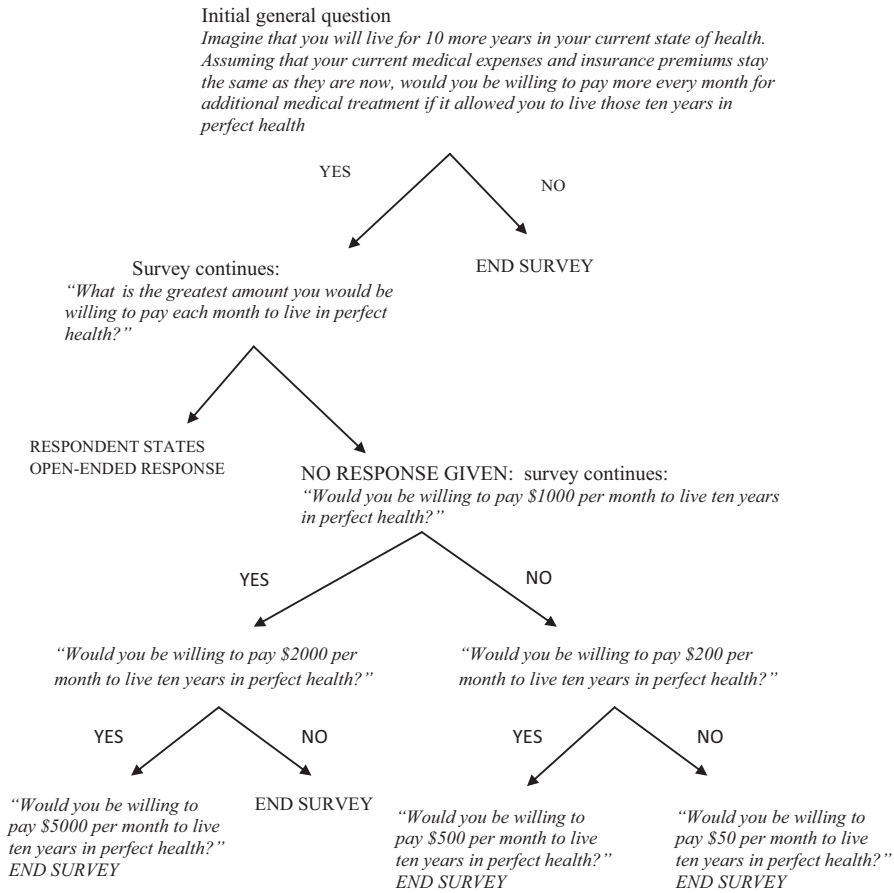 Initial general question
Imagine that you will live for 10 more years in your current state of health.
Assuming that your current medical expenses and insurance premiums stay
the same as they are now, would you be willing to pay more every month for
additional medical treatment if it allowed you to live those ten years in
perfect health
YES
NO
Survey continues:
“What is the greatest amount you would be
willing to pay each month to live in perfect
health?”
END SURVEY
RESPONDENT STATES
OPEN-ENDED RESPONSE
NO RESPONSE GIVEN: survey continues:
“Would you be willing to pay $1000 per month to live ten years
in perfect health?”
YES
NO
“Would you be willing to pay $2000 per
month to live ten years in perfect health?”
“Would you be willing to pay $200 per
month to live ten years in perfect health?”
YES
NO
YES
NO
“Would you be willing to
pay $5000 per month to live
ten years in perfect health?”
END SURVEY
END SURVEY
“Would you be willing to
pay $500 per month to live
ten years in perfect health?”
END SURVEY
“Would you be willing to
pay $50 per month to live
ten years in perfect health?”
END SURVEY